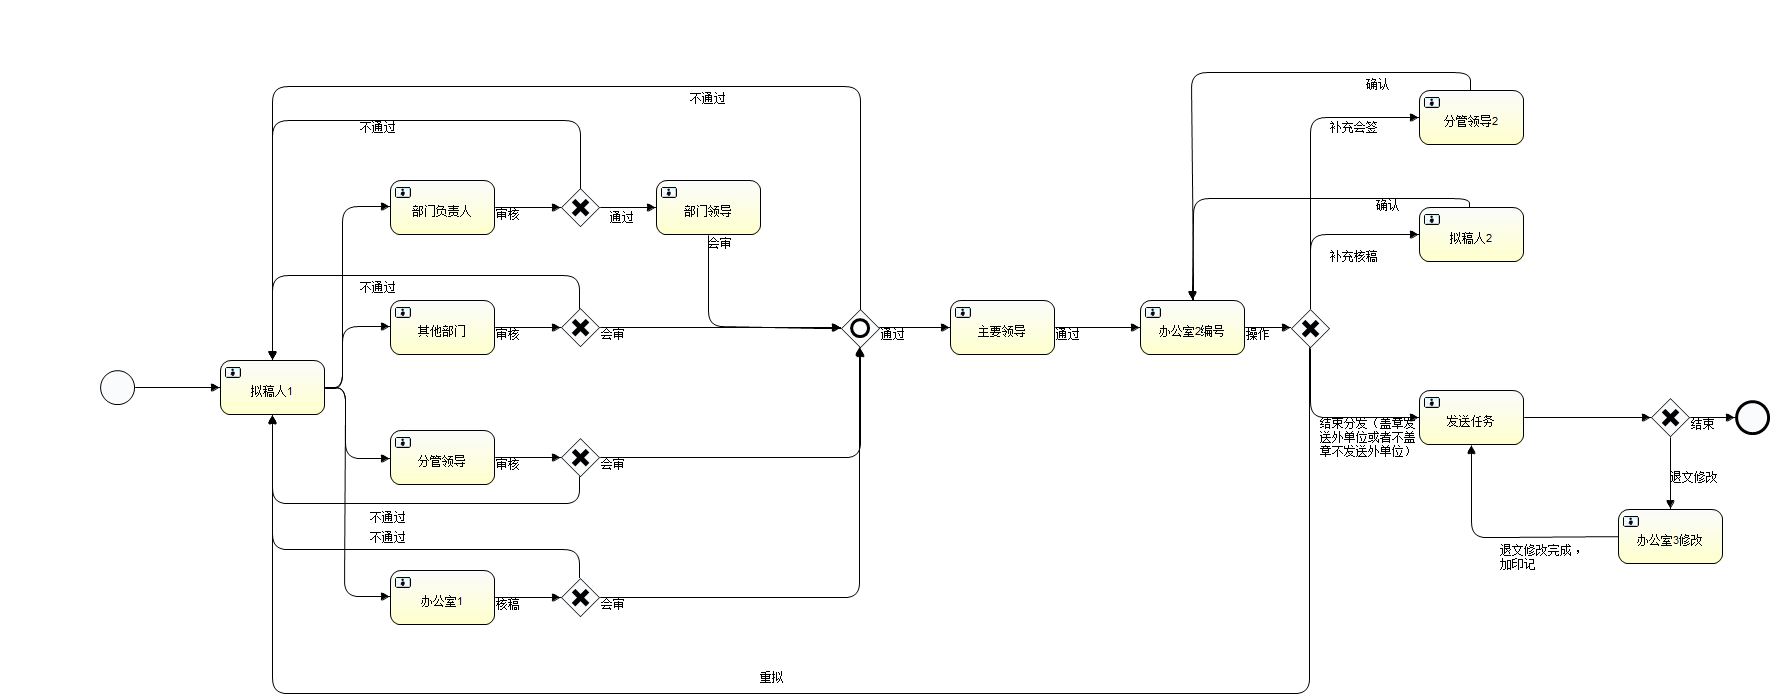 确认
不通过
分管领导2
不通过
补充会签
部门负责人
审核
通过
部门领导
会审
确认
拟稿人2
补充核稿
不通过
其他部门
审核
会审
通过
主要领导
通过
办公室2编号
操作
拟稿人1
分管领导
审核
会审
不通过
不通过
办公室1
核稿
会审
结束分发（盖章发
送外单位或者不盖
章不发送外单位）
发送任务
结束
退文修改
办公室3修改
退文修改完成，
加印记
重拟